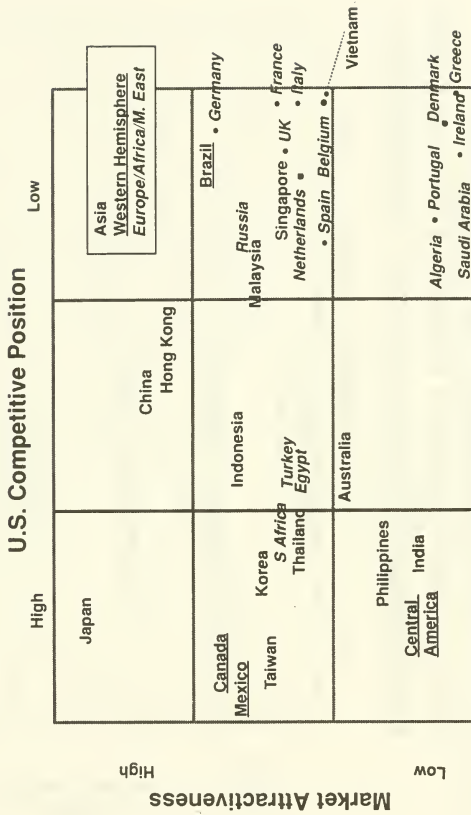 U.S. Competitive Position
High
Low
Market Attractiveness
High
Low
Asia
Western Hemisphere
Europe/Africa/M. East
Japan
China
Hong Kong
Canada
Mexico
Taiwan
Korea
S Africa
Thailand
Indonesia
Turkey
Egypt
Brazil • Germany
Russia
Malaysia
Singapore • UK • France
Netherlands • • Italy
• Spain Belgium •
Vietnam
Philippines
Central
America
India
Australia
Algeria • Portugal Denmark
Saudi Arabia • Ireland • Greece